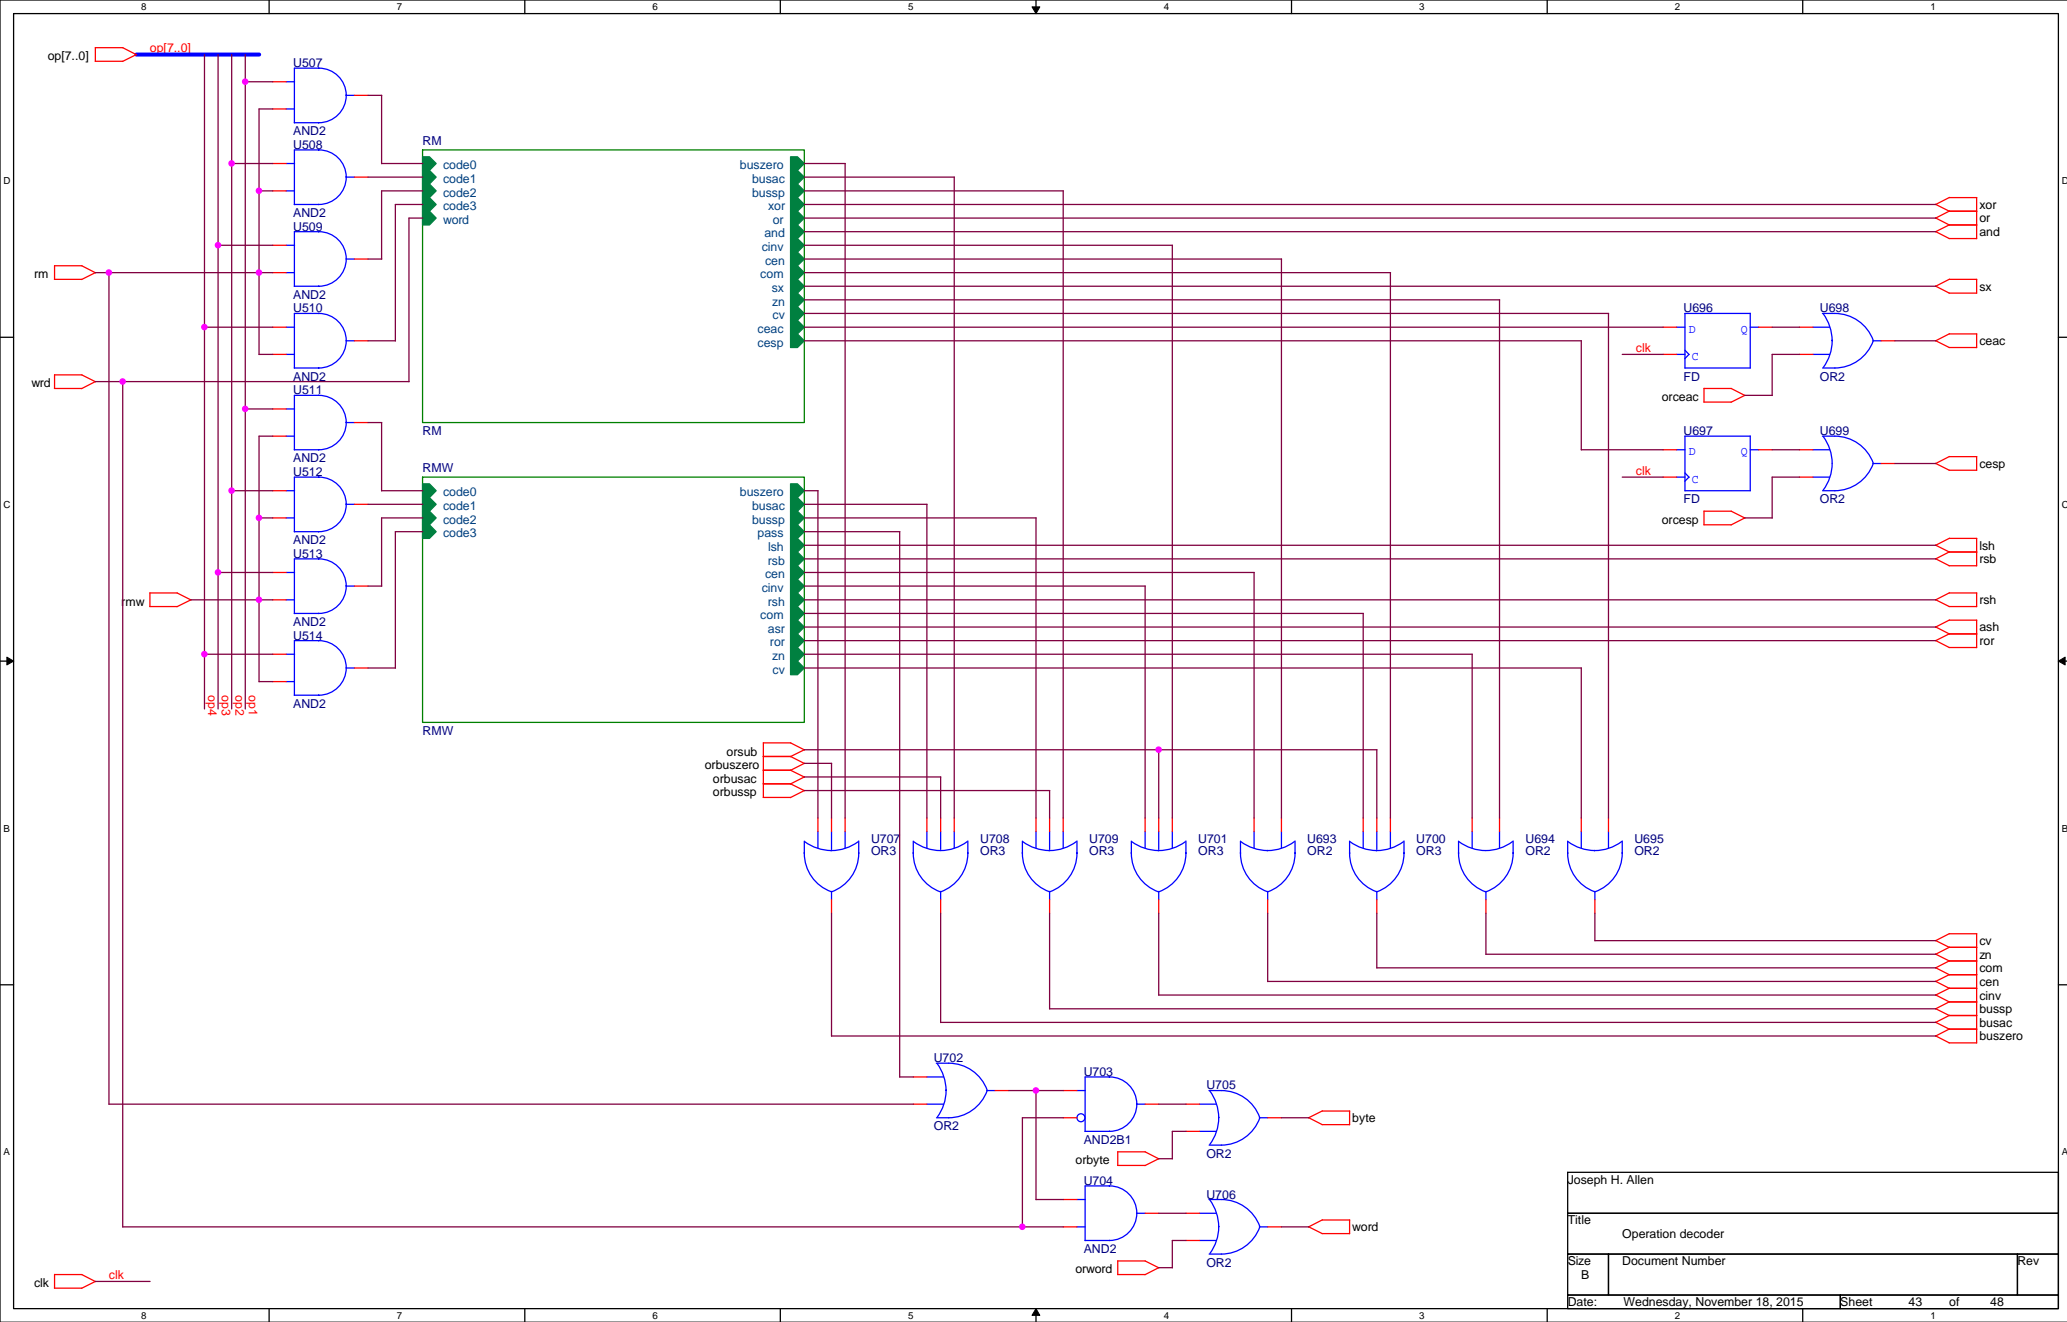 8 7 6 5 4 3 2 1
op[7..0] op[7..0]
U507
AND2
U508
AND2
U509
AND2
U510
AND2
U511
AND2
U512
AND2
U513
AND2
U514
AND2
rm
wrd
rmw
op4 op3 op2 op1
RM
code0 buszero
code1 busac
code2 bussp
code3 xor
word or
and
cinv
cen
com
sx
zn
cv
ceac
cesp
RM
RMW
code0 buszero
code1 busac
code2 bussp
code3 pass
lsh
rsb
cen
cinv
rsh
com
asr
ror
zn
cv
RMW
xor
or
and
sx
U696 U698
D Q
clk C
FD OR2
ceac
orceac
U697 U699
D Q
clk C
FD OR2
cesp
orcesp
lsh
rsb
rsh
ash
ror
orsub
orbuszero
orbusac
orbussp
U707 U708 U709 U701 U693 U700 U694 U695
OR3 OR3 OR3 OR3 OR2 OR3 OR2 OR2
cv
zn
com
cen
cinv
bussp
busac
buszero
U702
OR2
U703
AND2B1
U705
OR2
byte
orbyte
U704
AND2
U706
OR2
word
orword
clk clk
Joseph H. Allen
Title
Operation decoder
Size Document Number Rev
B
Date: Wednesday, November 18, 2015 Sheet 43 of 48
8 7 6 5 4 3 2 1
D D
C C
B B
A A